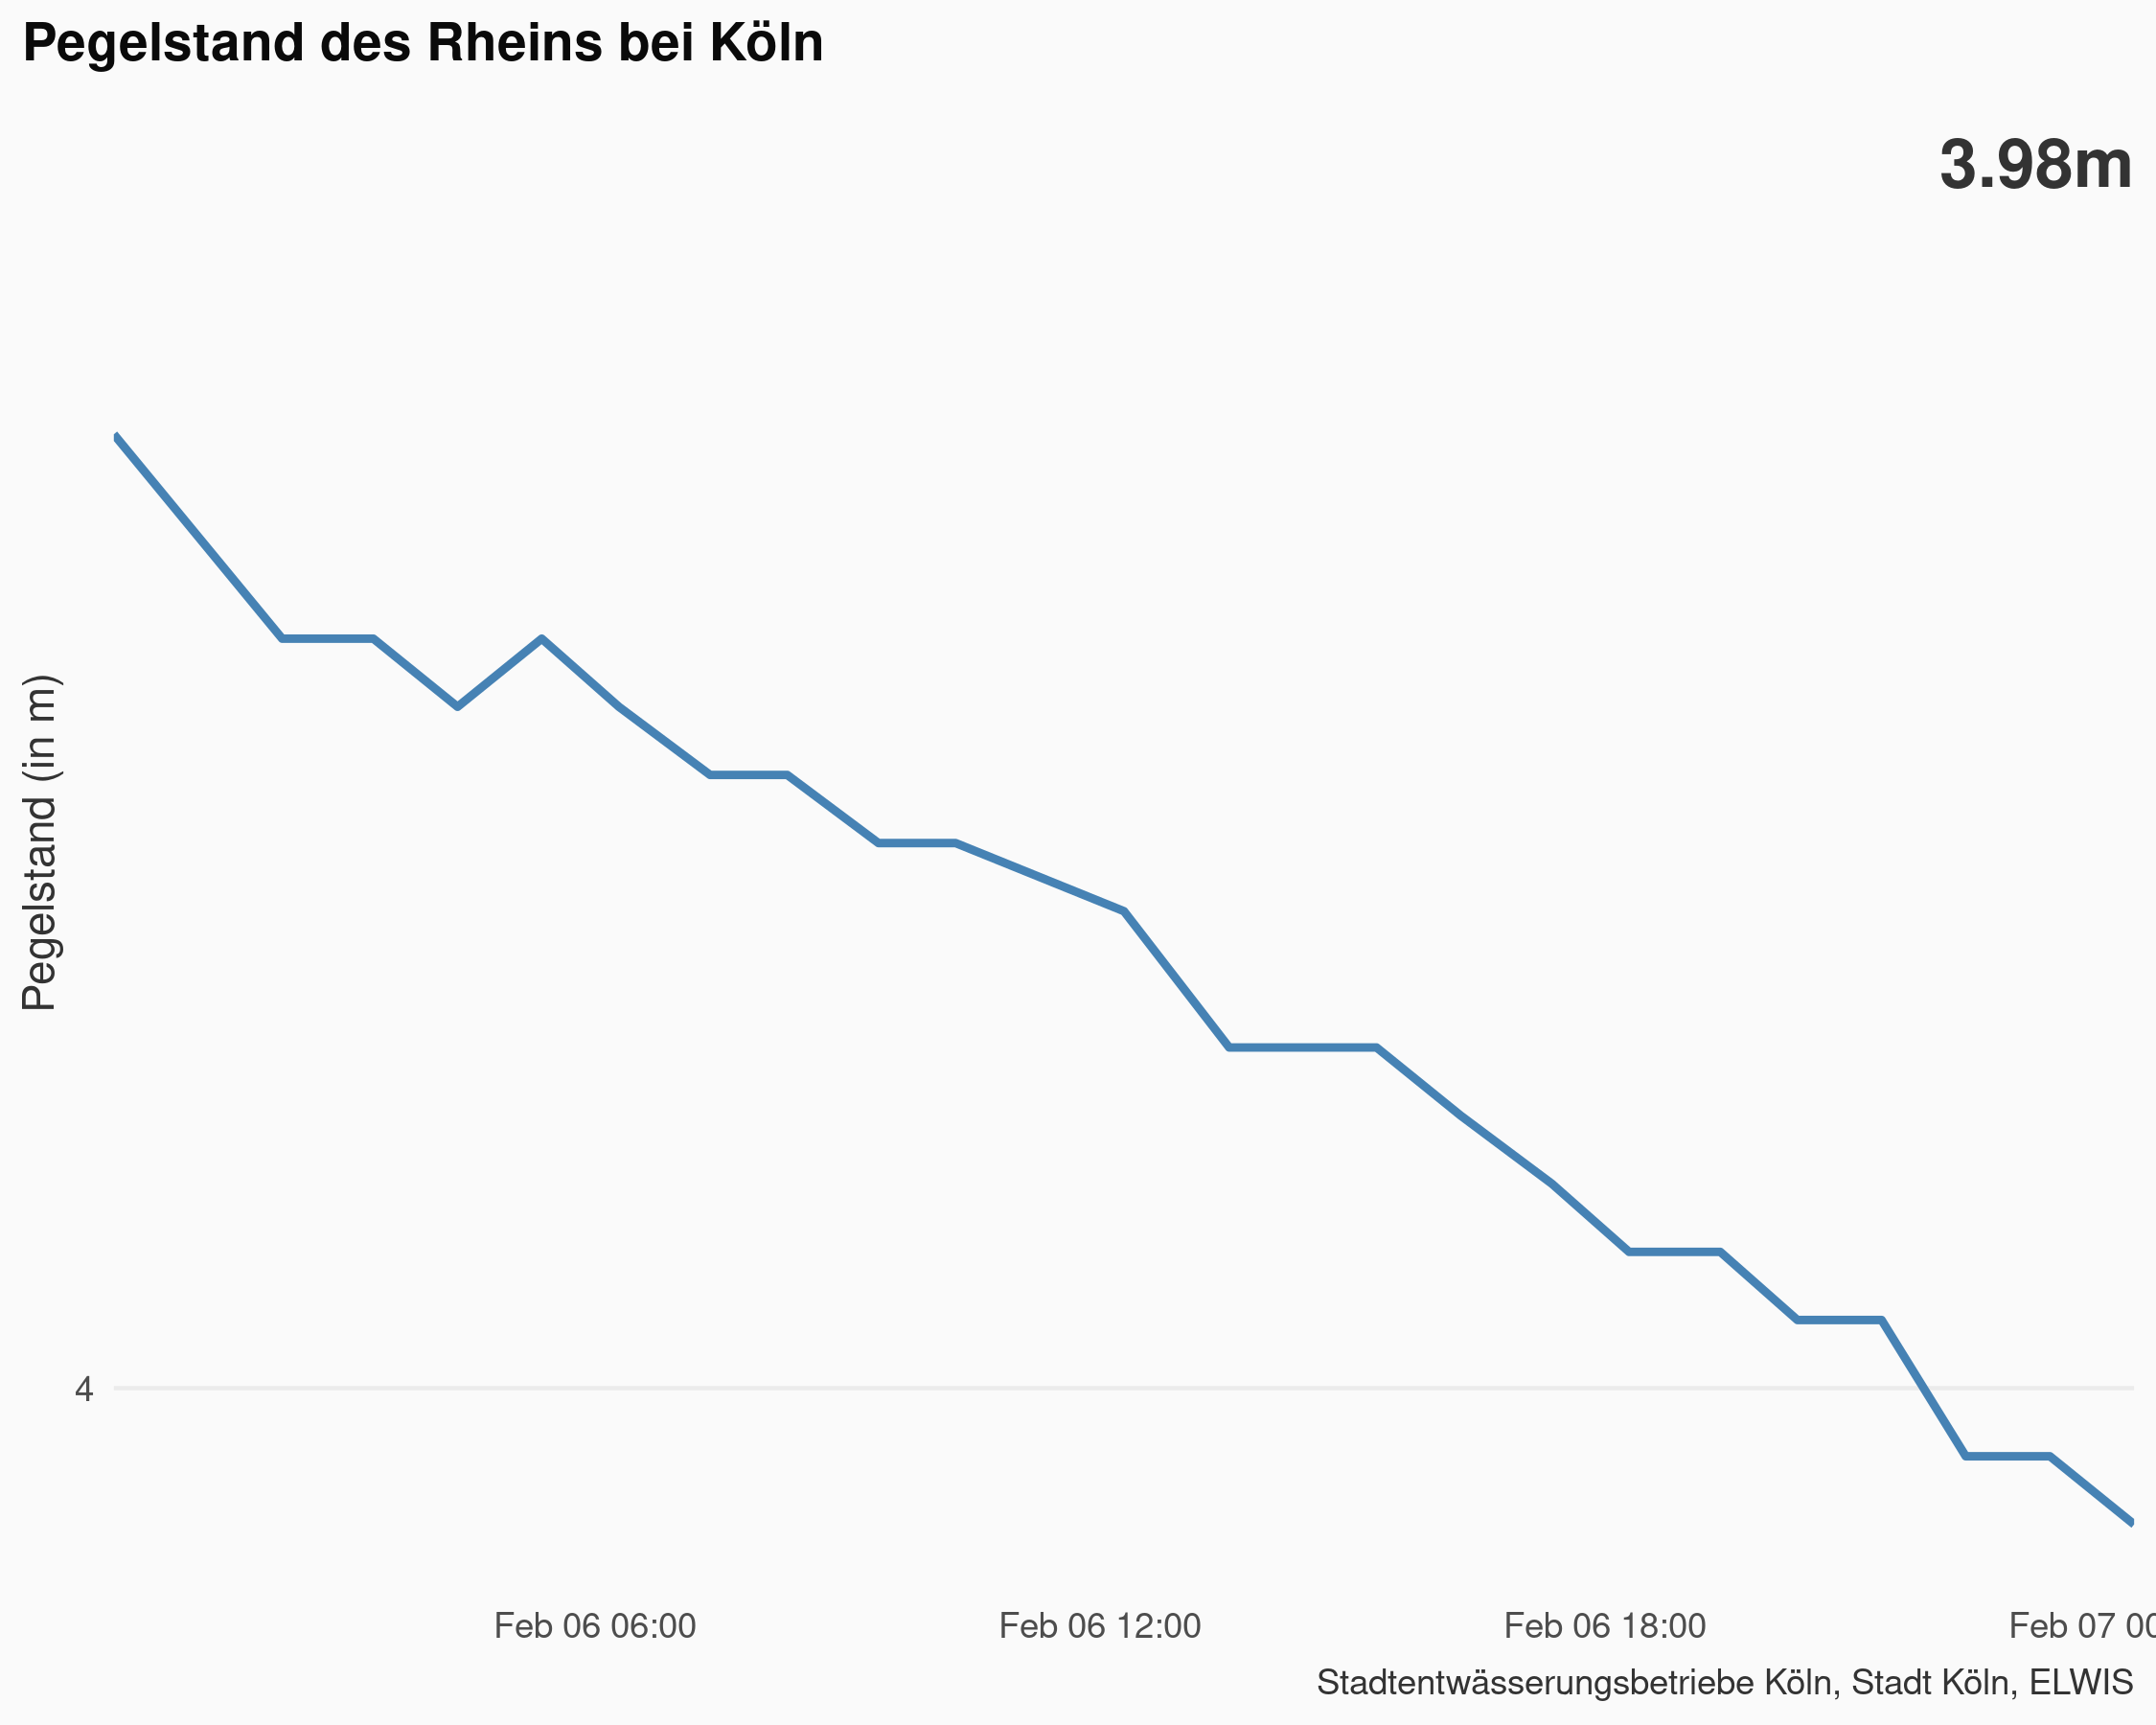 Pegelstand des Rheins bei Köln
3.98m
Pegelstand (in m)
4
Feb 06 06:00
Feb 06 12:00
Feb 06 18:00
Feb 07 00
Stadtentwässerungsbetriebe Köln, Stadt Köln, ELWIS